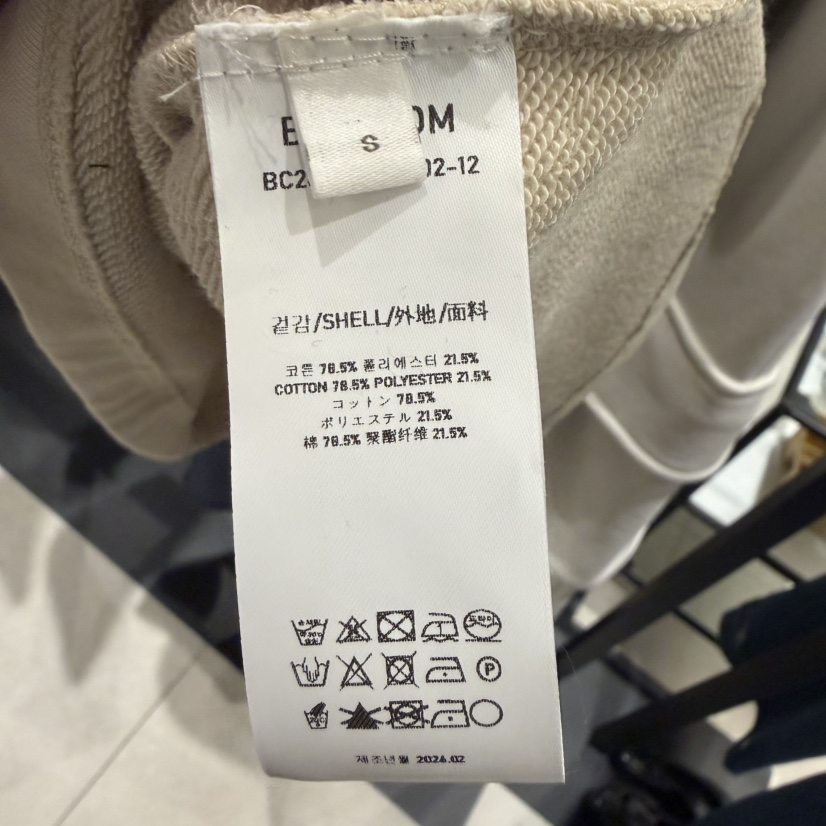 S
02-12
겉감/SHELL/外地/面料
코튼 78.5% 폴리에스터 21.5%
COTTON 78.5% POLYESTER 21.5%
コットン 78.5%
ポリエステル 21.5%
棉 78.5% 聚酯纤维 21.5%
P
제조년월 2024.02